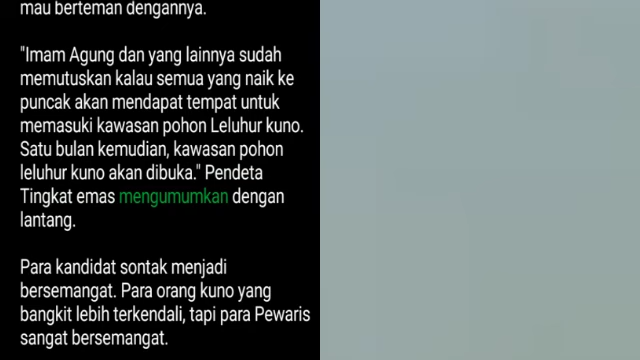 mau berteman dengannya.
"Imam Agung dan yang lainnya sudah
memutuskan kalau semua yang naik ke
puncak akan mendapat tempat untuk
memasuki kawasan pohon Leluhur kuno.
Satu bulan kemudian, kawasan pohon
leluhur kuno akan dibuka." Pendeta
Tingkat emas mengumumkan dengan
lantang.
Para kandidat sontak menjadi
bersemangat. Para orang kuno yang
bangkit lebih terkendali, tapi para Pewaris
sangat bersemangat.